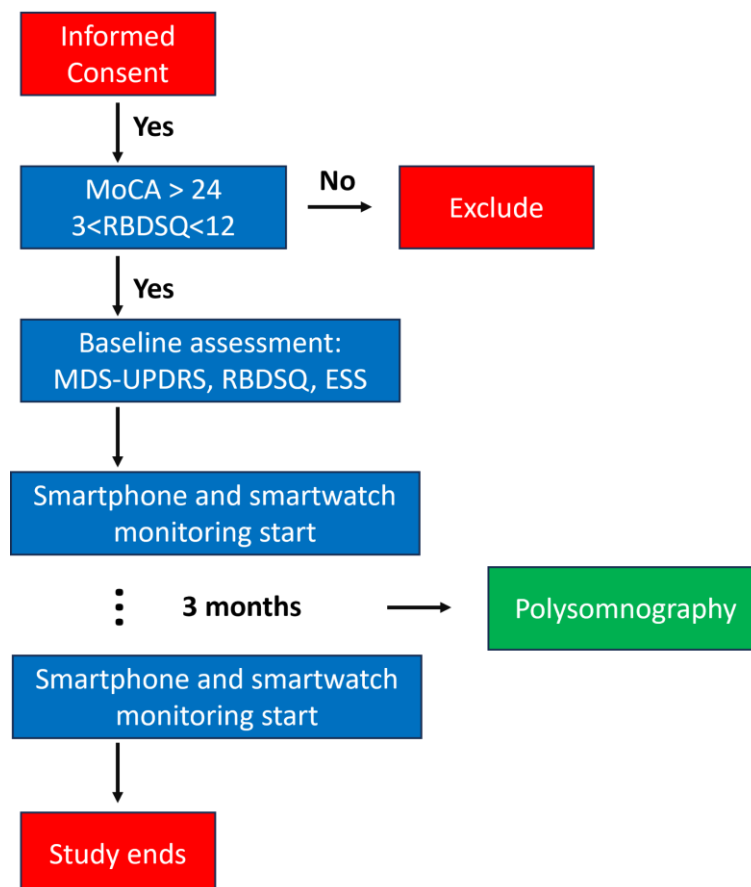 Informed
Consent
Yes
MoCA > 24
3<RBDSQ<12
No
Exclude
Yes
Baseline assessment:
MDS-UPDRS, RBDSQ, ESS
Smartphone and smartwatch
monitoring start
3 months
Polysomnography
Smartphone and smartwatch
monitoring start
Study ends